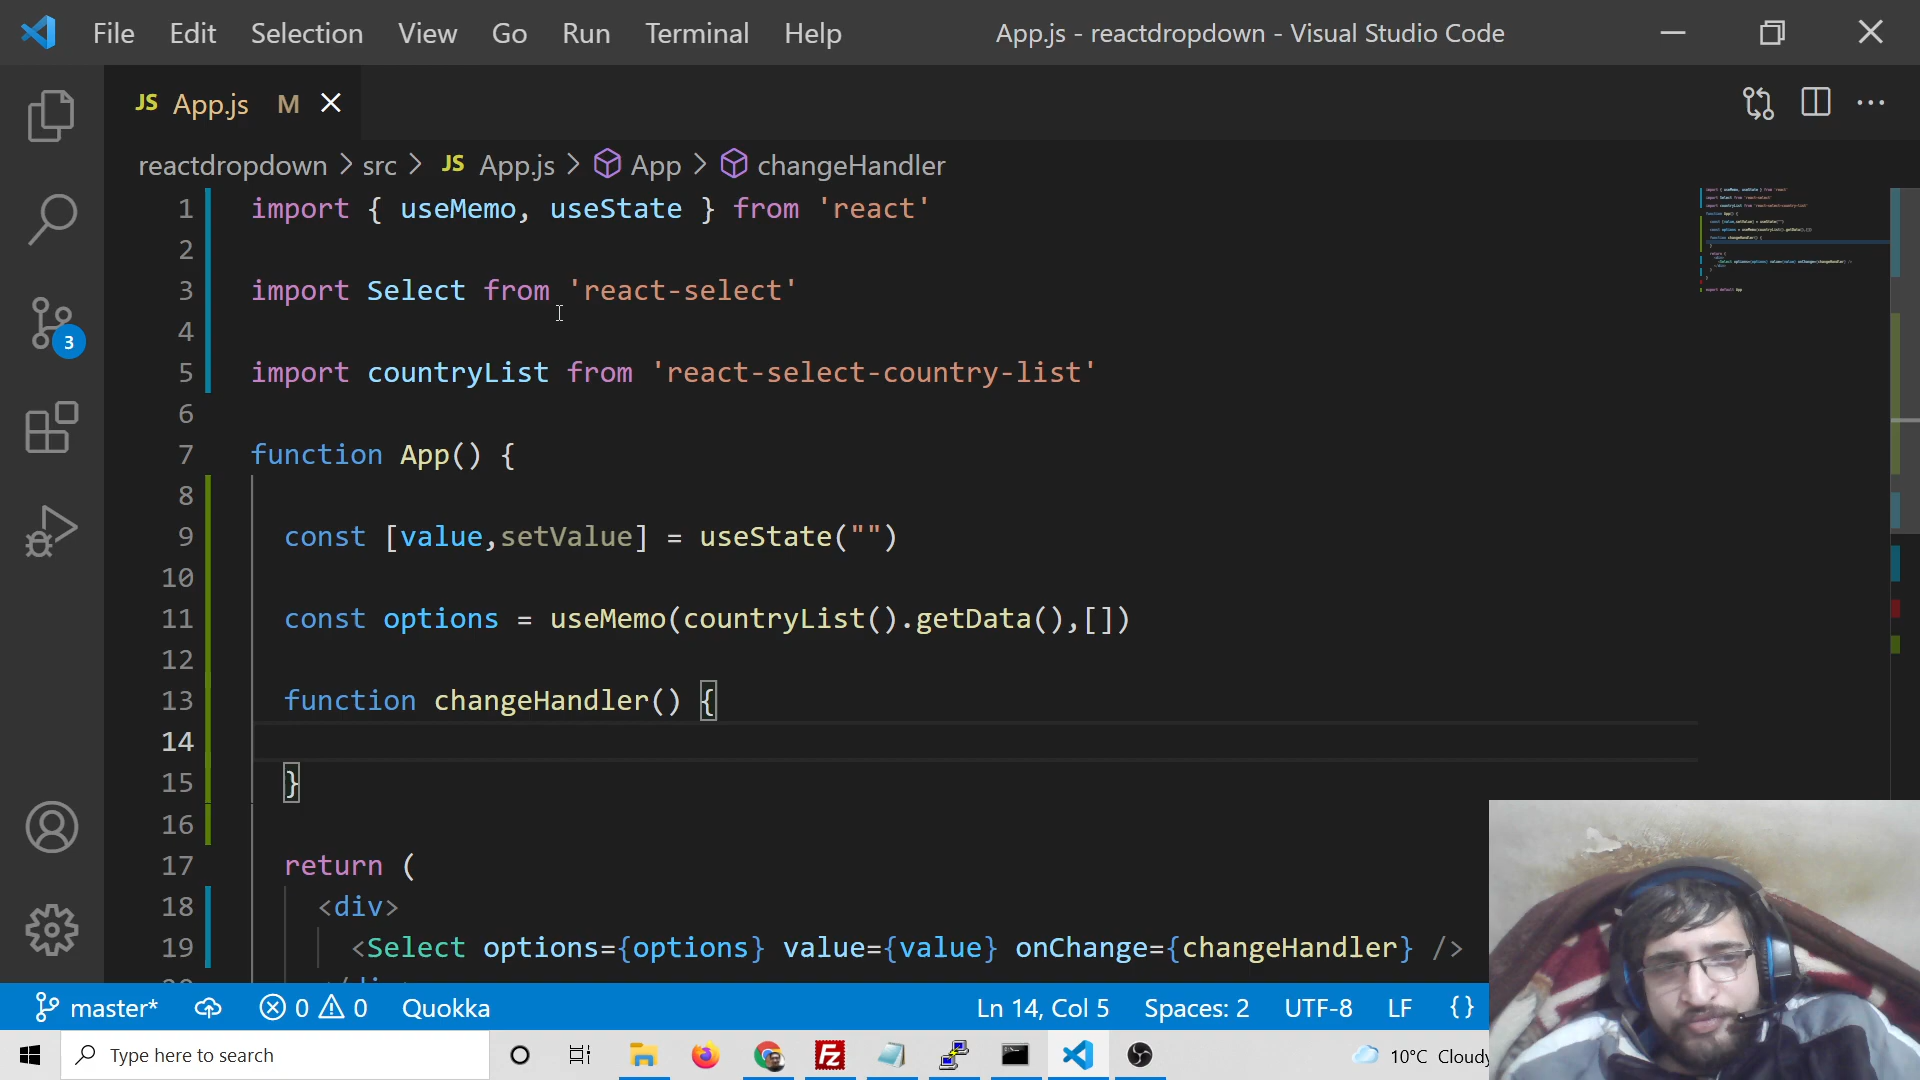 File Edit Selection View Go Run Terminal Help App.js - reactdropdown - Visual Studio Code
JS App.js M
reactdropdown > src > JS App.js > App > changeHandler
1 import { useMemo, useState } from 'react'
2
3 import Select from 'react-select'
4
5 import countryList from 'react-select-country-list'
6
7 function App() {
8
9 const [value,setValue] = useState("")
10
11 const options = useMemo(countryList().getData(),[])
12
13 function changeHandler() {
14
15 }
16
17 return (
18 <div>
19 <Select options={options} value={value} onChange={changeHandler} />
3
master* 0 0 Quokka Ln 14, Col 5 Spaces: 2 UTF-8 LF {}
Type here to search Fz 10°C Cloudy